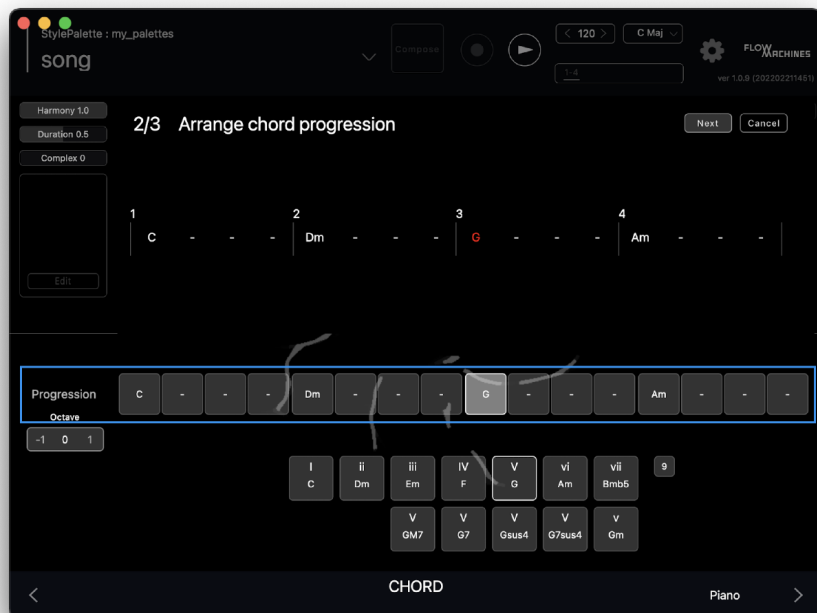 StylePalette : my_palettes
song
Compose
< 120 >
C Maj
1-4
FLOW MACHINES
ver 1.0.9 (202202211451)
Harmony 1.0
Duration 0.5
Complex 0
Edit
2/3 Arrange chord progression
Next Cancel
1 2 3 4
C - - - Dm - - - G - - - Am - - -
Progression C - - - Dm - - - G - - - Am - - -
Octave
-1 0 1
I ii iii IV V vi vii 9
C Dm Em F G Am Bmb5
V V V V v
GM7 G7 Gsus4 G7sus4 Gm
CHORD
Piano